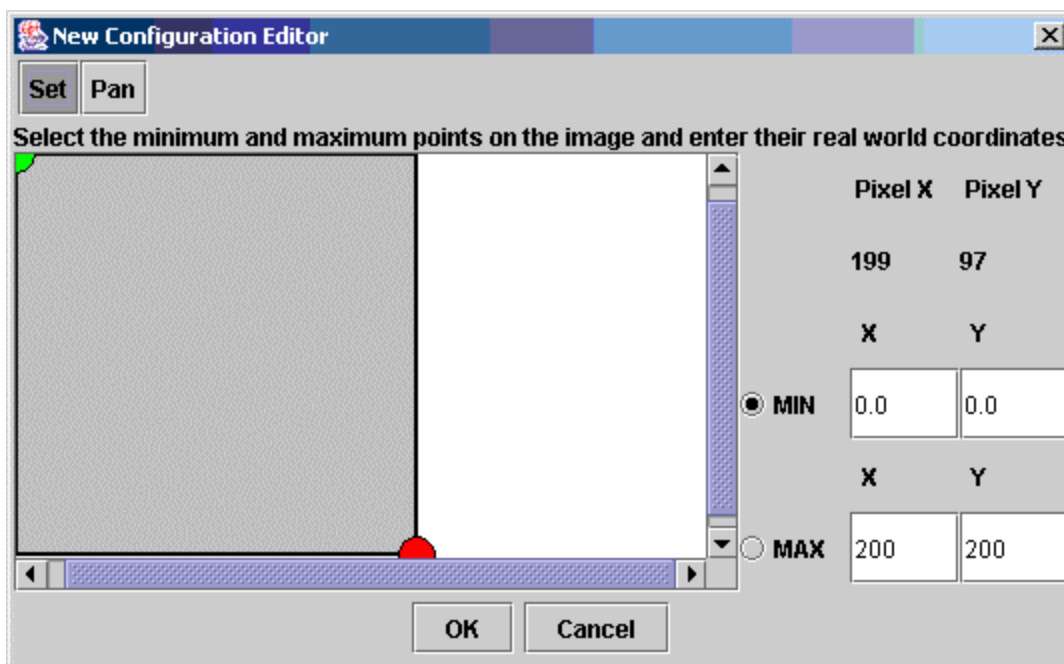 New Configuration Editor
Set Pan
Select the minimum and maximum points on the image and enter their real world coordinates
Pixel X Pixel Y
199 97
X Y
MIN 0.0 0.0
X Y
MAX 200 200
OK Cancel